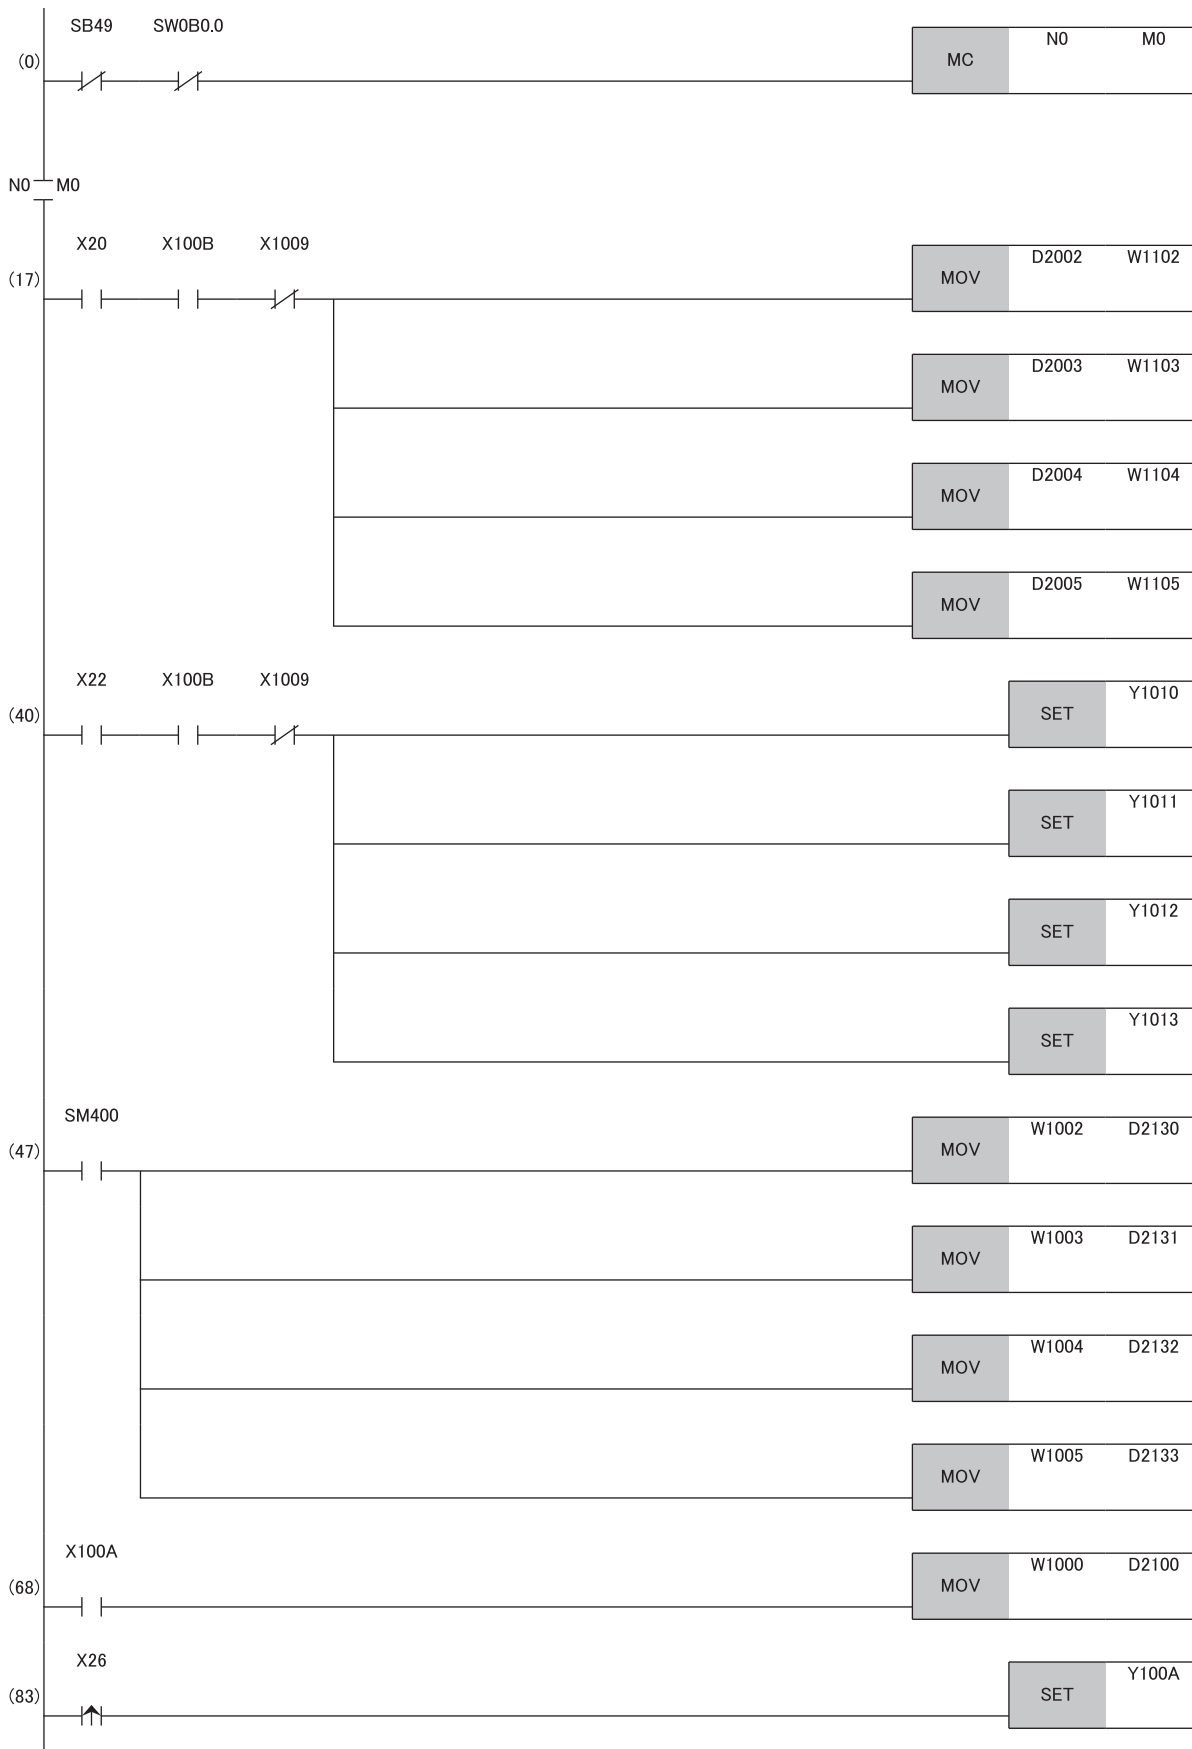 SB49 SW0B0.0
(0) MC N0 M0
N0 M0
X20 X100B X1009
(17) MOV D2002 W1102
MOV D2003 W1103
MOV D2004 W1104
MOV D2005 W1105
X22 X100B X1009
(40) SET Y1010
SET Y1011
SET Y1012
SET Y1013
SM400
(47) MOV W1002 D2130
MOV W1003 D2131
MOV W1004 D2132
MOV W1005 D2133
X100A
(68) MOV W1000 D2100
X26
(83) SET Y100A